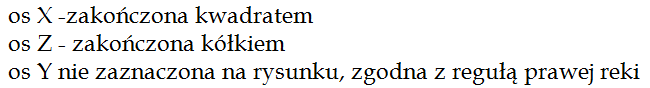 os X -zakończona kwadratem
os Z - zakończona kółkiem
os Y nie zaznaczona na rysunku, zgodna z regułą prawej reki